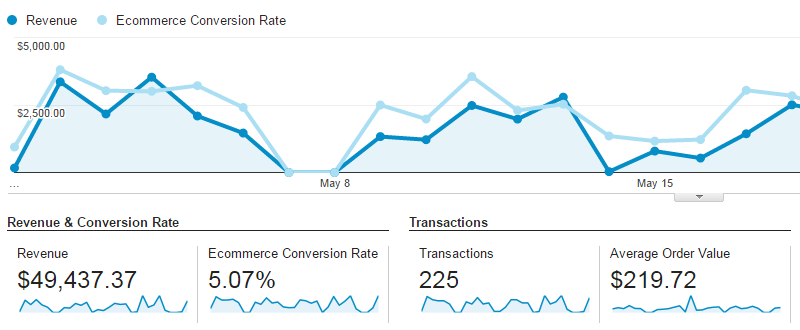 Revenue Ecommerce Conversion Rate
$5,000.00
$2,500.00
... May 8 May 15
Revenue & Conversion Rate Transactions
Revenue Ecommerce Conversion Rate Transactions Average Order Value
$49,437.37 5.07% 225 $219.72